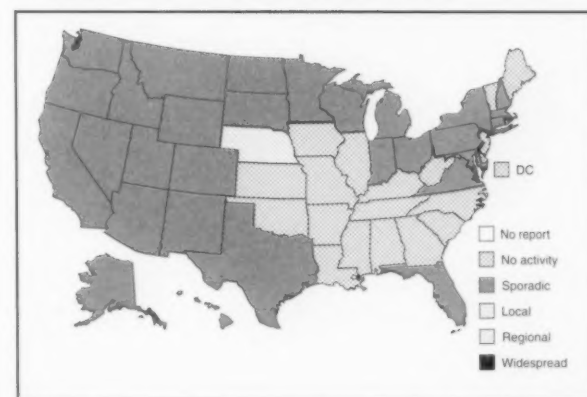 DC
No report
No activity
Sporadic
Local
Regional
Widespread